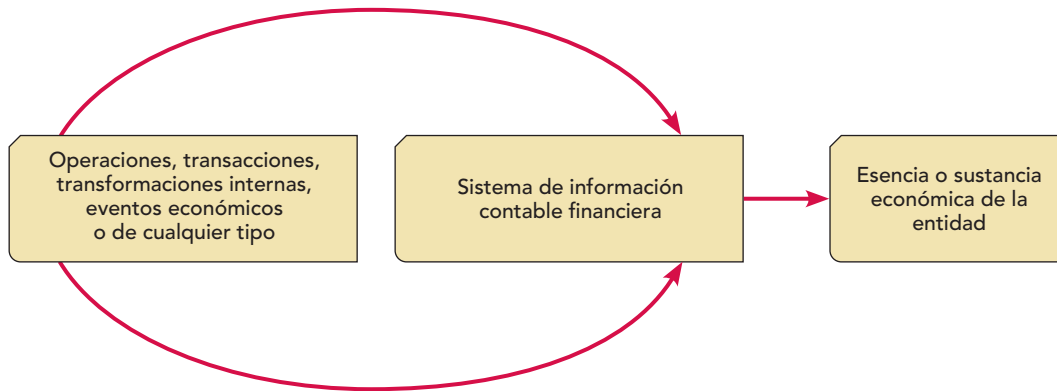 Operaciones, transacciones,
transformaciones internas,
eventos económicos
o de cualquier tipo
Sistema de información
contable financiera
Esencia o sustancia
económica de la
entidad